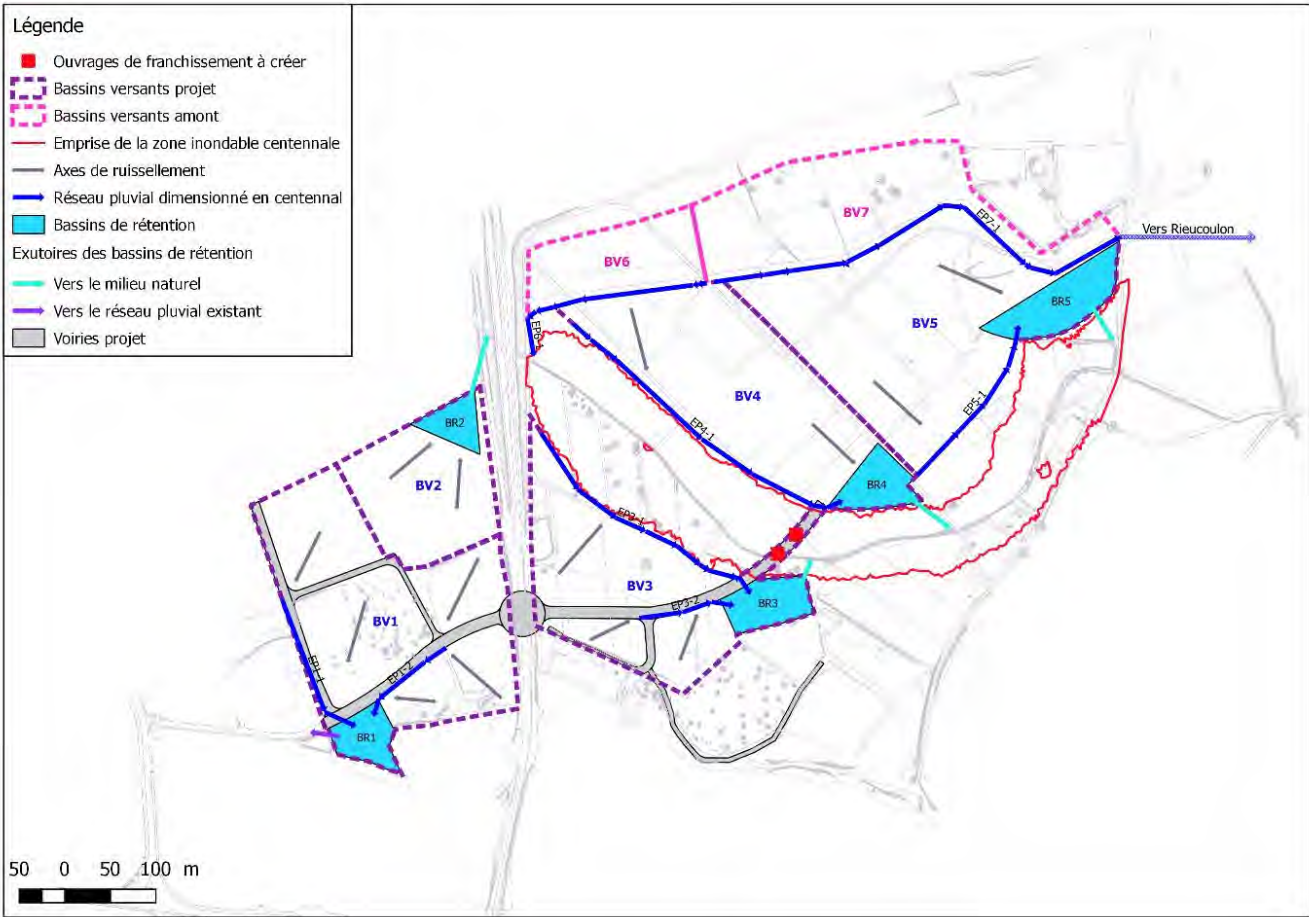 Légende
Ouvrages de franchissement à créer
Bassins versants projet
Bassins versants amont
Emprise de la zone inondable centennale
Axes de ruissellement
Réseau pluvial dimensionné en centennal
Bassins de rétention
Exutoires des bassins de rétention
Vers le milieu naturel
Vers le réseau pluvial existant
Voiries projet
BV7
EP7-1
Vers Rieucoulon
BV6
BR5
EP6-1
BV5
BV4
EP5-1
BR2
EP4-1
BV2
BR4
EP3-1
BV3
EP3-2
BR3
BV1
EP1-1
EP1-2
BR1
50 0 50 100 m